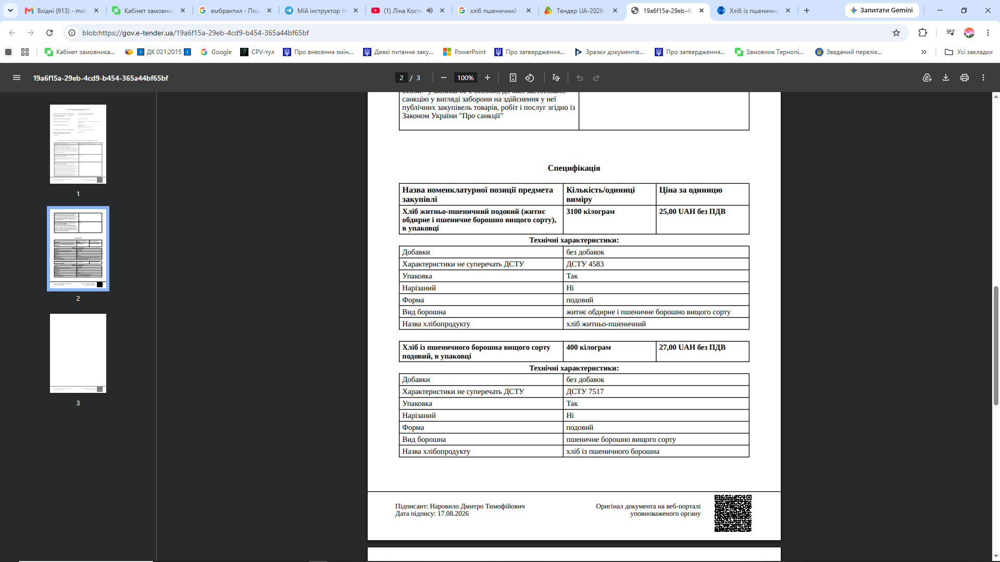 Вхідні (913) - mat
Кабінет замовни
ембрантил - Пош
Мій інструктор Н
(1) Ліна Косте
хліб пшеничний
Тендер UA-2026-
19a6f15a-29eb-4c
Хліб із пшенично
Запитати Gemini
blob:https://gov.e-tender.ua/19a6f15a-29eb-4cd9-b454-365a44bf65bf
Кабінет замовника...
ДК 021:2015
Google
CPV-тул
Про внесення змін...
Деякі питання заку...
PowerPoint
Про затвердження...
Зразки документів...
Про затвердження...
Замовник Тернопі...
Зведений перелік...
Усі закладки
19a6f15a-29eb-4cd9-b454-365a44bf65bf
2 / 3
100%
1
2
3
особи - учасника не є особою, до якої застосовано
санкцію у вигляді заборони на здійснення у неї
публічних закупівель товарів, робіт і послуг згідно із
Законом України "Про санкції"
Специфікація
Назва номенклатурної позиції предмета закупівлі Кількість/одиниці виміру Ціна за одиницю
Хліб житньо-пшеничний подовий (житнє обдирне і пшеничне борошно вищого сорту), в упаковці 3100 кілограм 25,00 UAH без ПДВ
Технічні характеристики:
Добавки без добавок
Характеристики не суперечать ДСТУ ДСТУ 4583
Упаковка Так
Нарізаний Ні
Форма подовий
Вид борошна житнє обдирне і пшеничне борошно вищого сорту
Назва хлібопродукту хліб житньо-пшеничний
Хліб із пшеничного борошна вищого сорту подовий, в упаковці 400 кілограм 27,00 UAH без ПДВ
Технічні характеристики:
Добавки без добавок
Характеристики не суперечать ДСТУ ДСТУ 7517
Упаковка Так
Нарізаний Ні
Форма подовий
Вид борошна пшеничне борошно вищого сорту
Назва хлібопродукту хліб із пшеничного борошна
Підписант: Наровило Дмитро Тимофійович
Дата підпису: 17.08.2026
Оригінал документа на веб-порталі
уповноваженого органу